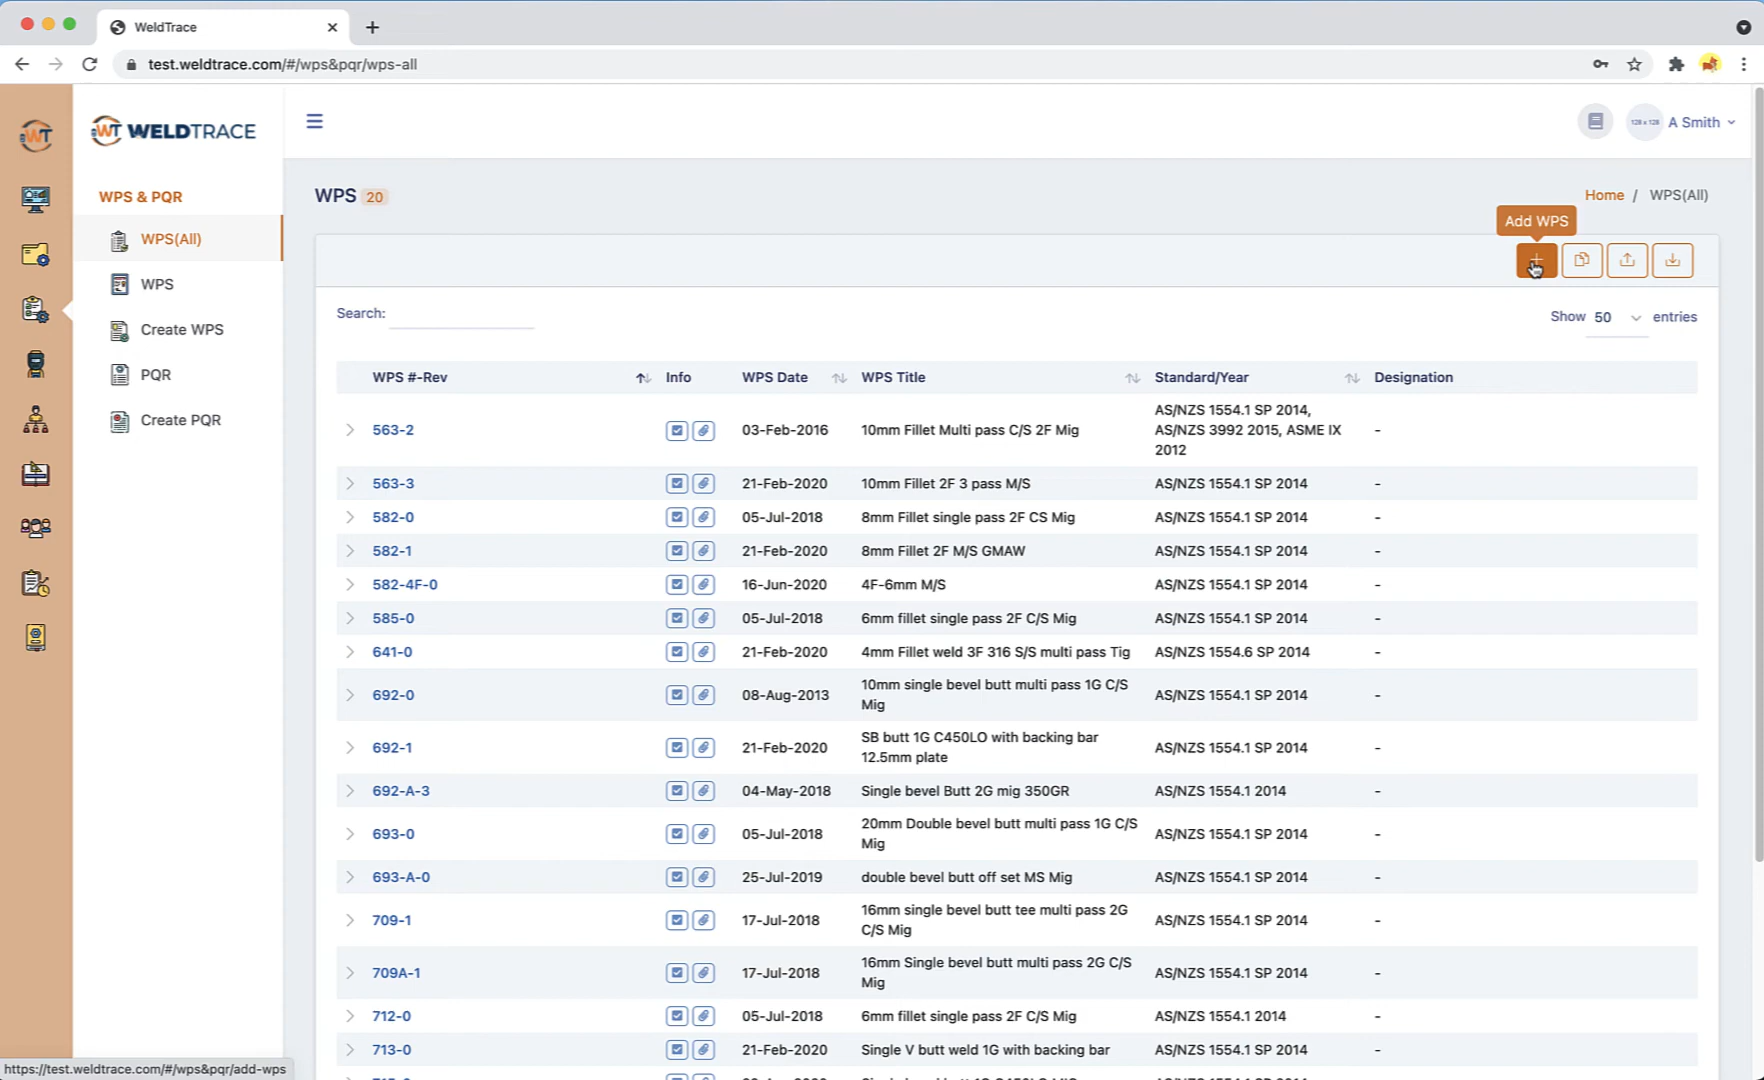 WeldTrace
test.weldtrace.com/#/wps&pqr/wps-all
WT
WT WELDTRACE
128 x 128 A Smith
WPS & PQR
WPS(All)
WPS
Create WPS
PQR
Create PQR
WPS 20
Home / WPS(All)
Add WPS
Search:
Show 50 entries
WPS #-Rev Info WPS Date WPS Title Standard/Year Designation
563-2 03-Feb-2016 10mm Fillet Multi pass C/S 2F Mig AS/NZS 1554.1 SP 2014,
AS/NZS 3992 2015, ASME IX
2012 -
563-3 21-Feb-2020 10mm Fillet 2F 3 pass M/S AS/NZS 1554.1 SP 2014 -
582-0 05-Jul-2018 8mm Fillet single pass 2F CS Mig AS/NZS 1554.1 SP 2014 -
582-1 21-Feb-2020 8mm Fillet 2F M/S GMAW AS/NZS 1554.1 SP 2014 -
582-4F-0 16-Jun-2020 4F-6mm M/S AS/NZS 1554.1 SP 2014 -
585-0 05-Jul-2018 6mm fillet single pass 2F C/S Mig AS/NZS 1554.1 SP 2014 -
641-0 21-Feb-2020 4mm Fillet weld 3F 316 S/S multi pass Tig AS/NZS 1554.6 SP 2014 -
692-0 08-Aug-2013 10mm single bevel butt multi pass 1G C/S
Mig AS/NZS 1554.1 SP 2014 -
692-1 21-Feb-2020 SB butt 1G C450LO with backing bar
12.5mm plate AS/NZS 1554.1 SP 2014 -
692-A-3 04-May-2018 Single bevel Butt 2G mig 350GR AS/NZS 1554.1 2014 -
693-0 05-Jul-2018 20mm Double bevel butt multi pass 1G C/S
Mig AS/NZS 1554.1 SP 2014 -
693-A-0 25-Jul-2019 double bevel butt off set MS Mig AS/NZS 1554.1 SP 2014 -
709-1 17-Jul-2018 16mm single bevel butt tee multi pass 2G
C/S Mig AS/NZS 1554.1 SP 2014 -
709A-1 17-Jul-2018 16mm Single bevel butt multi pass 2G C/S
Mig AS/NZS 1554.1 SP 2014 -
712-0 05-Jul-2018 6mm fillet single pass 2F C/S Mig AS/NZS 1554.1 2014 -
713-0 21-Feb-2020 Single V butt weld 1G with backing bar AS/NZS 1554.1 SP 2014 -
https://test.weldtrace.com/#/wps&pqr/add-wps